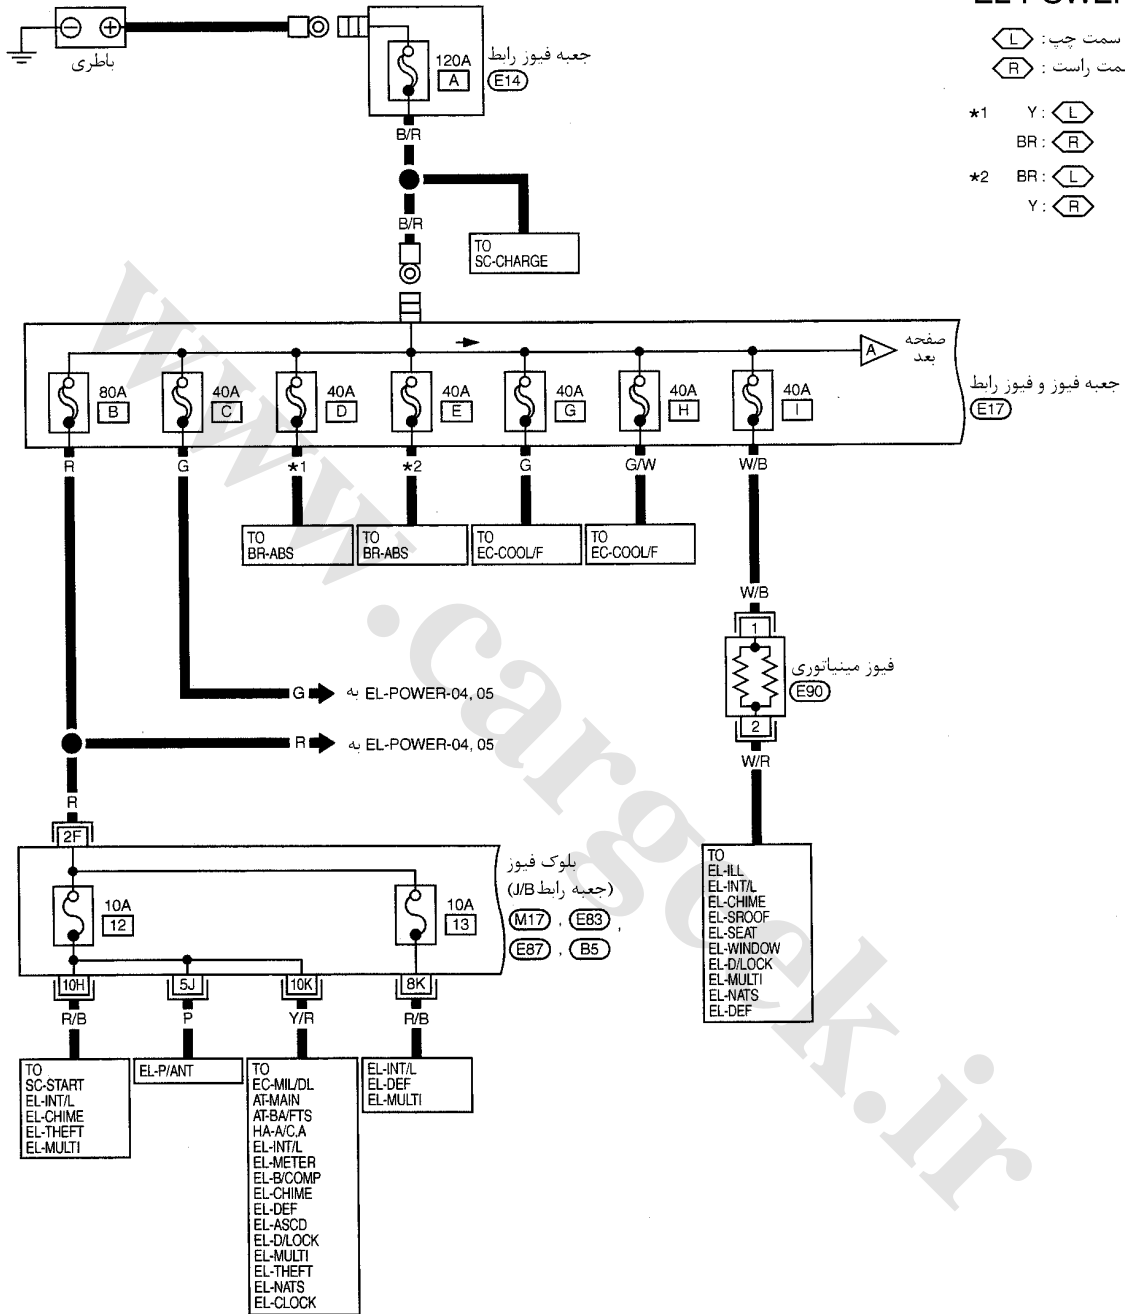 EL-POWER
سمت چپ : L
سمت راست : R
*1 Y : L
BR : R
*2 BR : L
Y : R
باطری
120A
A
جعبه فیوز رابط
E14
B/R
B/R
TO
SC-CHARGE
A
صفحه
بعد
80A
B
40A
C
40A
D
40A
E
40A
G
40A
H
40A
I
جعبه فیوز و فیوز رابط
E17
R
G
*1
*2
G
G/W
W/B
TO
BR-ABS
TO
BR-ABS
TO
EC-COOL/F
TO
EC-COOL/F
W/B
1
فیوز مینیاتوری
E90
2
W/R
G
به EL-POWER-04, 05
R
به EL-POWER-04, 05
R
2F
بلوک فیوز
(جعبه رابط J/B)
M17 , E83 ,
E87 , B5
10A
12
10A
13
10H
5J
10K
8K
R/B
P
Y/R
R/B
TO
SC-START
EL-INT/L
EL-CHIME
EL-THEFT
EL-MULTI
EL-P/ANT
TO
EC-MIL/DL
AT-MAIN
AT-BA/FTS
HA-A/C,A
EL-INT/L
EL-METER
EL-B/COMP
EL-CHIME
EL-DEF
EL-ASCD
EL-D/LOCK
EL-MULTI
EL-THEFT
EL-NATS
EL-CLOCK
EL-INT/L
EL-DEF
EL-MULTI
TO
EL-ILL
EL-INT/L
EL-CHIME
EL-SROOF
EL-SEAT
EL-WINDOW
EL-D/LOCK
EL-MULTI
EL-NATS
EL-DEF
www.cargeek.ir